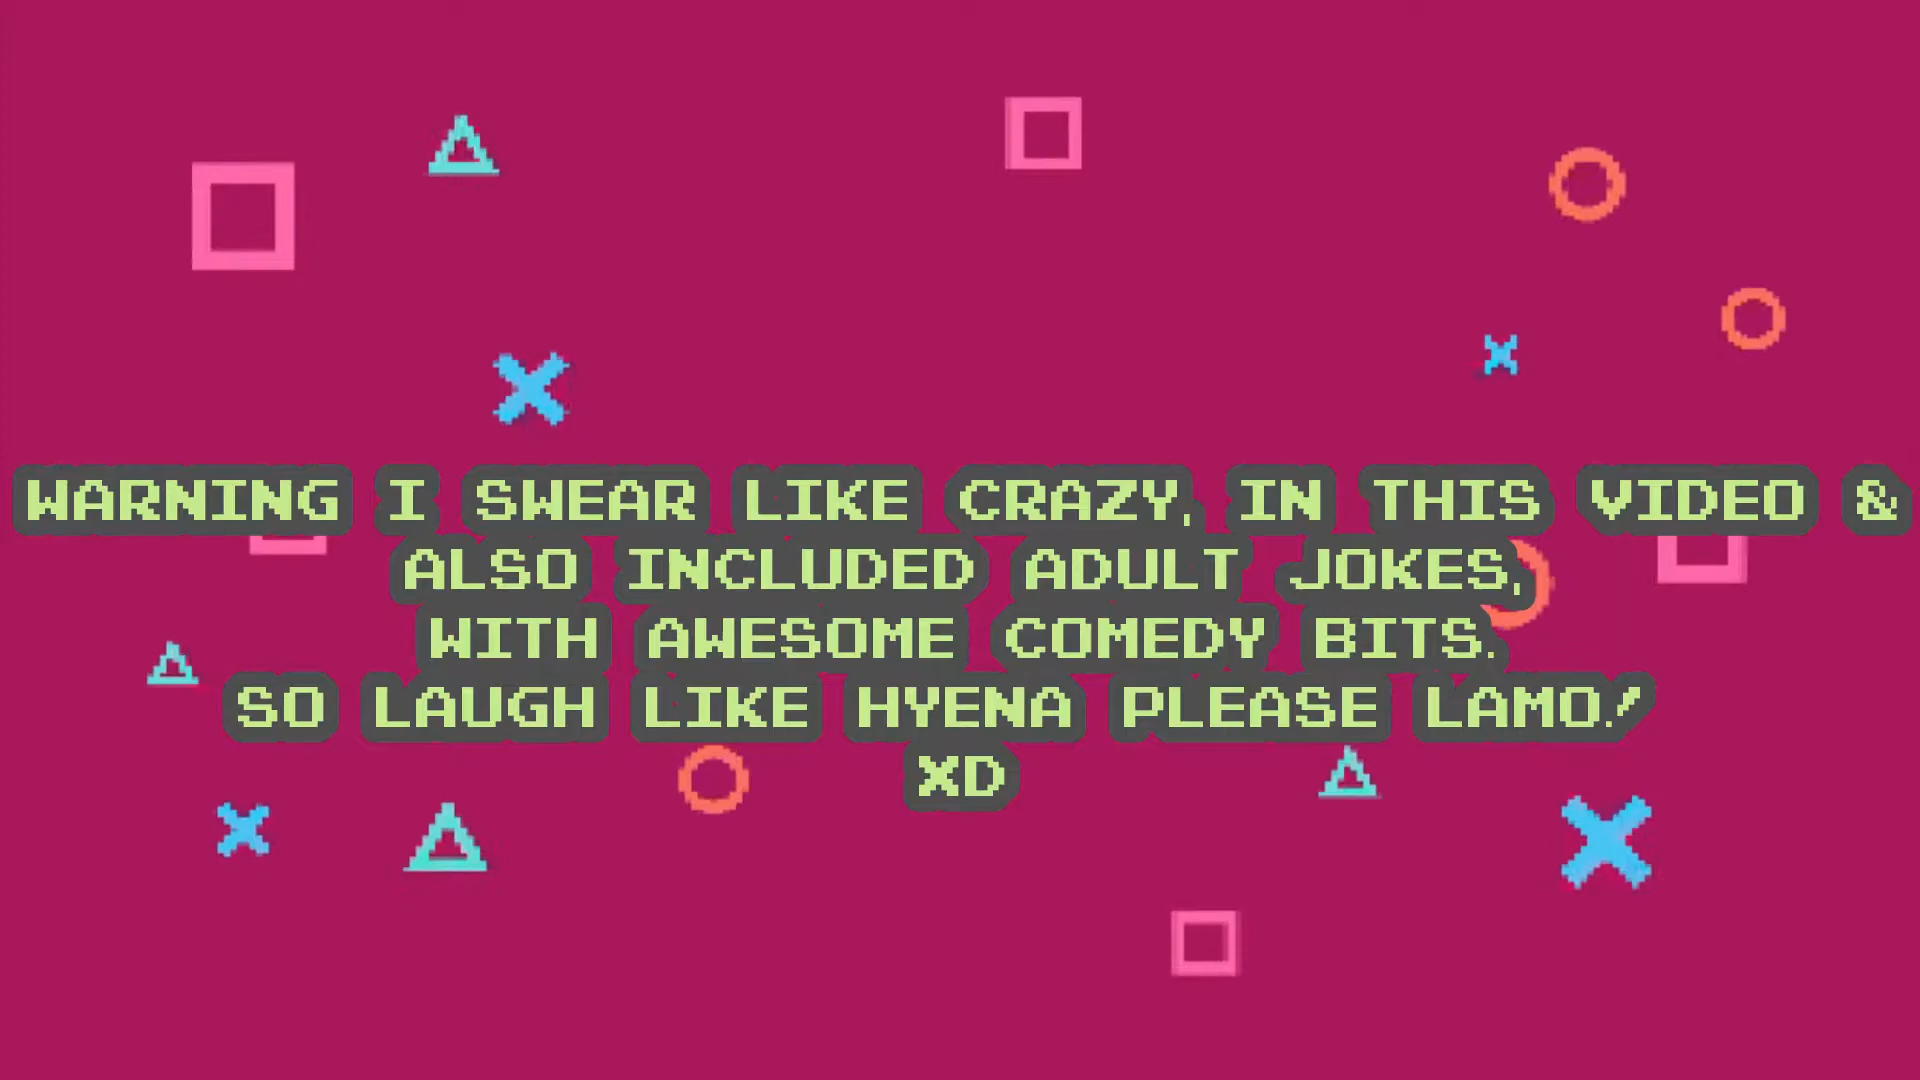 WARNING I SWEAR LIKE CRAZY, IN THIS VIDEO &
ALSO INCLUDED ADULT JOKES,
WITH AWESOME COMEDY BITS.
SO LAUGH LIKE HYENA PLEASE LAMO.!
XD